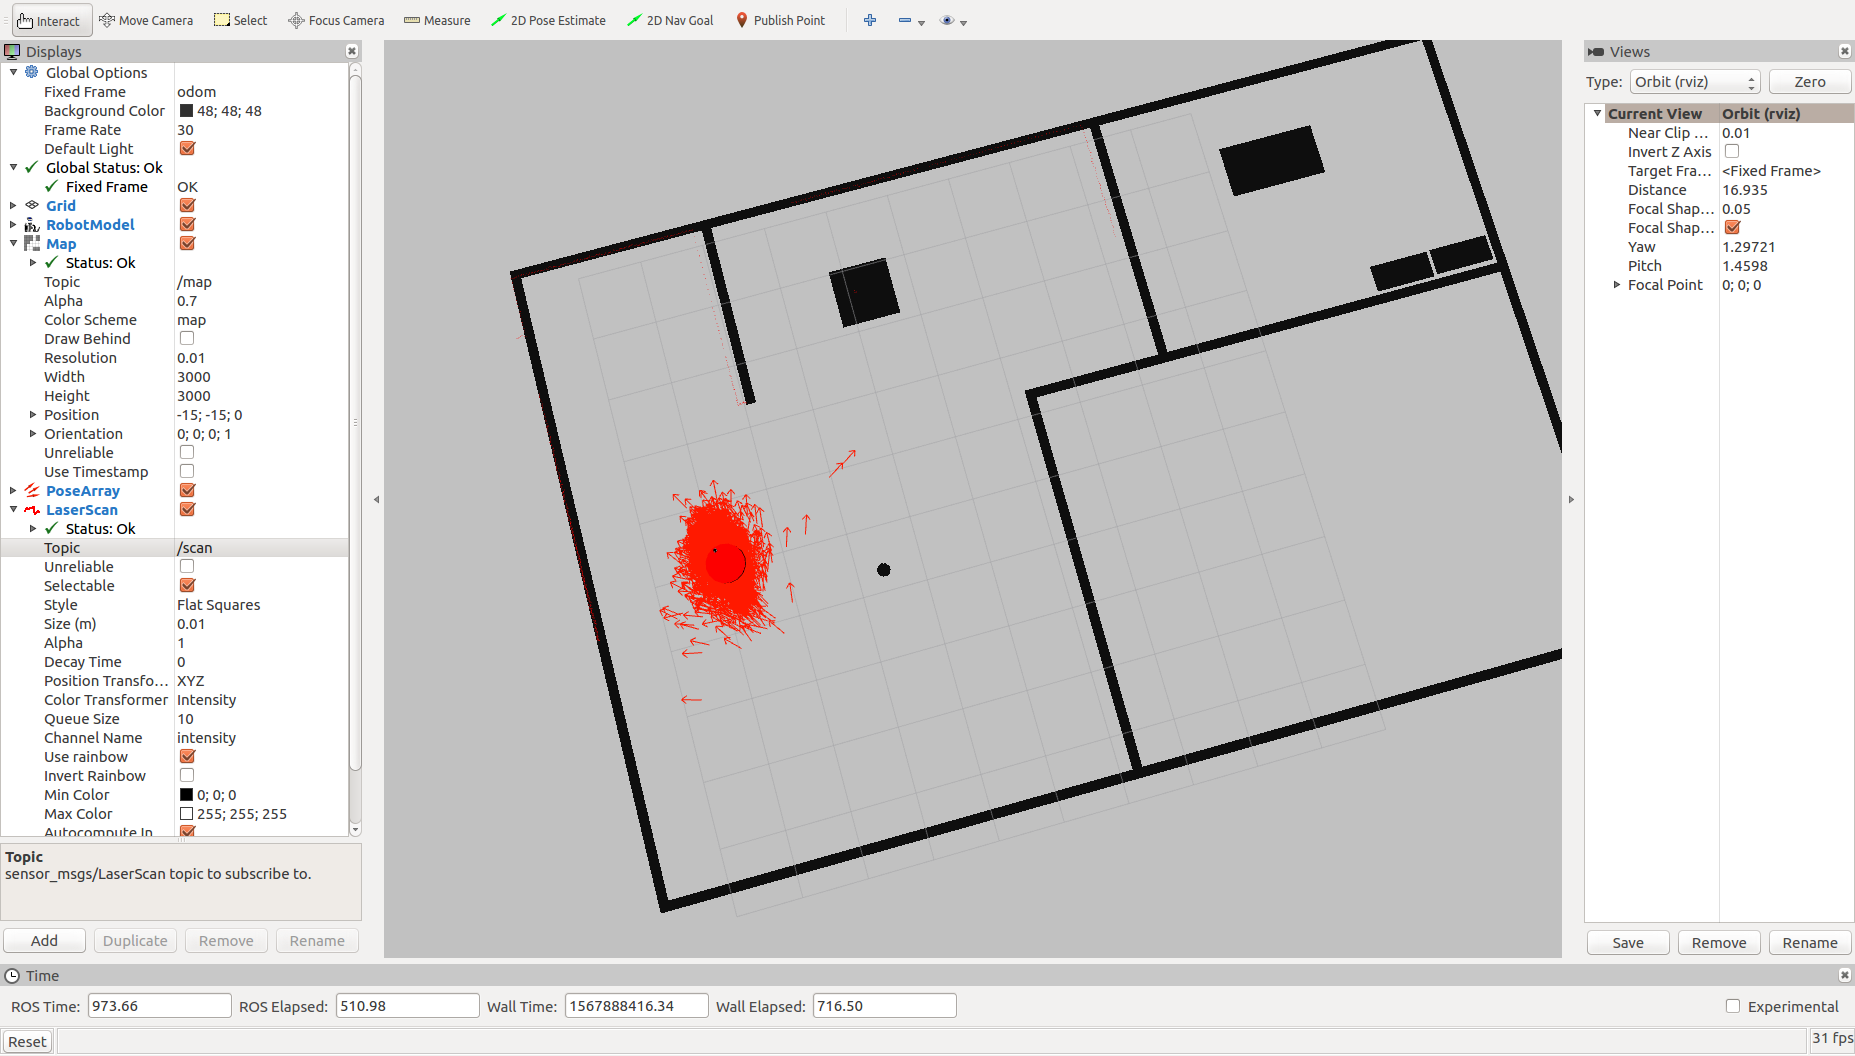 Interact Move Camera Select Focus Camera Measure 2D Pose Estimate 2D Nav Goal Publish Point
Displays
Global Options
Fixed Frame odom
Background Color 48; 48; 48
Frame Rate 30
Default Light
Global Status: Ok
Fixed Frame OK
Grid
RobotModel
Map
Status: Ok
Topic /map
Alpha 0.7
Color Scheme map
Draw Behind
Resolution 0.01
Width 3000
Height 3000
Position -15; -15; 0
Orientation 0; 0; 0; 1
Unreliable
Use Timestamp
PoseArray
LaserScan
Status: Ok
Topic /scan
Unreliable
Selectable
Style Flat Squares
Size (m) 0.01
Alpha 1
Decay Time 0
Position Transfo... XYZ
Color Transformer Intensity
Queue Size 10
Channel Name intensity
Use rainbow
Invert Rainbow
Min Color 0; 0; 0
Max Color 255; 255; 255
Autocompute In
Topic
sensor_msgs/LaserScan topic to subscribe to.
Add Duplicate Remove Rename
Views
Type: Orbit (rviz) Zero
Current View Orbit (rviz)
Near Clip ... 0.01
Invert Z Axis
Target Fra... <Fixed Frame>
Distance 16.935
Focal Shap... 0.05
Focal Shap...
Yaw 1.29721
Pitch 1.4598
Focal Point 0; 0; 0
Save Remove Rename
Time
ROS Time: 973.66 ROS Elapsed: 510.98 Wall Time: 1567888416.34 Wall Elapsed: 716.50 Experimental
Reset 31 fps